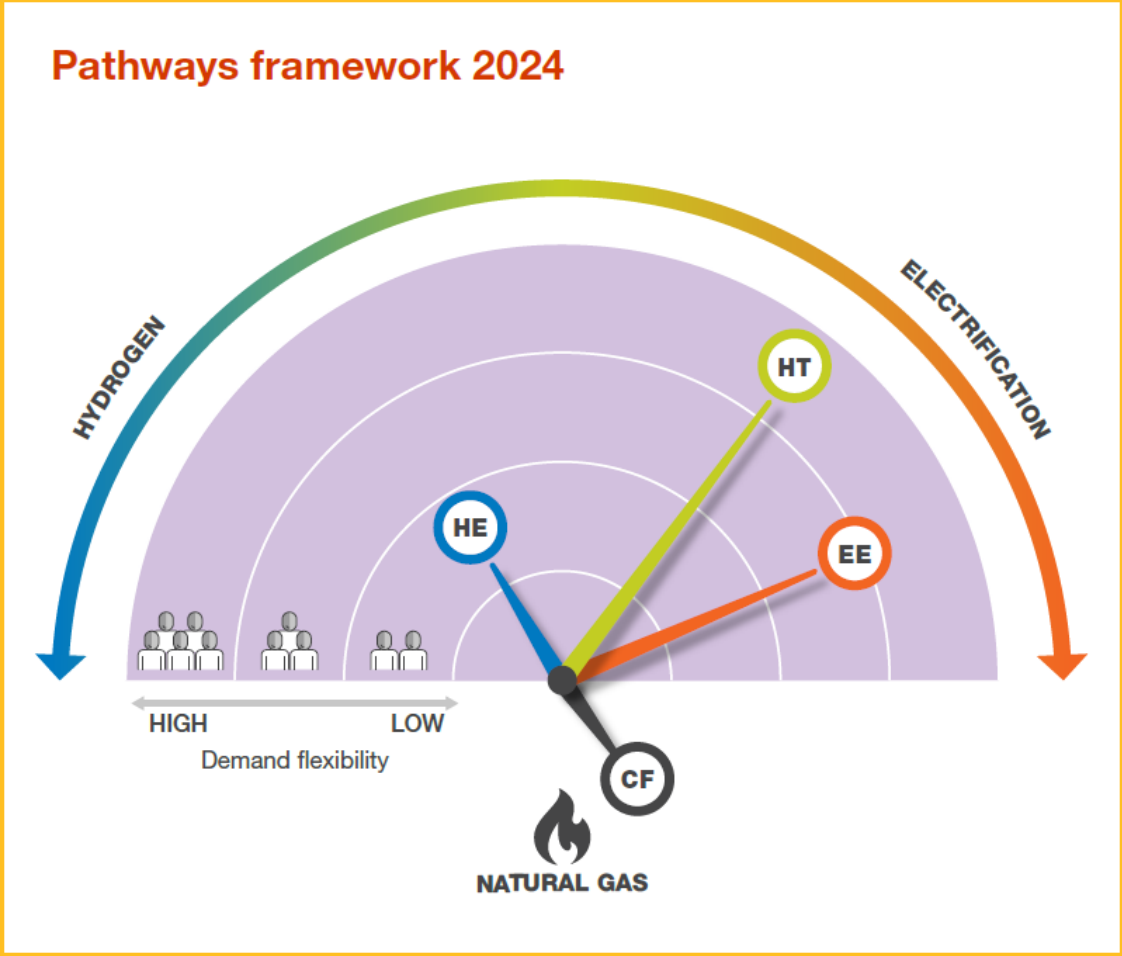 Pathways framework 2024
HYDROGEN
ELECTRIFICATION
HT
HE
EE
HIGH
LOW
Demand flexibility
CF
NATURAL GAS